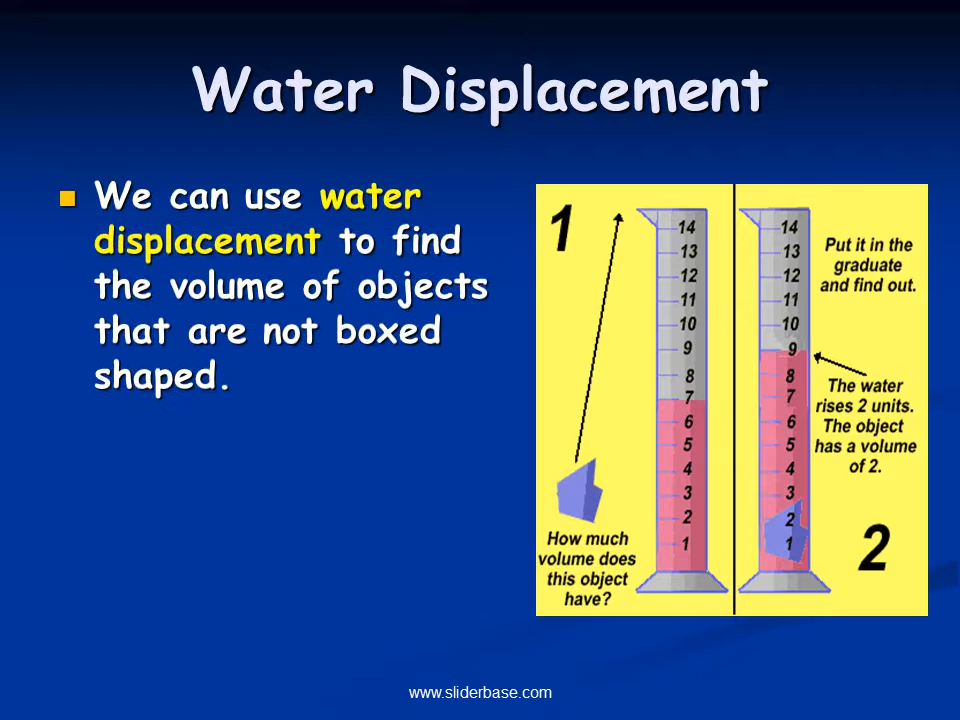 Water Displacement
We can use water
displacement to find
the volume of objects
that are not boxed
shaped.
1
14
13
12
11
10
9
8
7
6
5
4
3
2
1
How much
volume does
this object
have?
14
13
12
11
10
9
8
7
6
5
4
3
2
1
Put it in the
graduate
and find out.
The water
rises 2 units.
The object
has a volume
of 2.
2
www.sliderbase.com